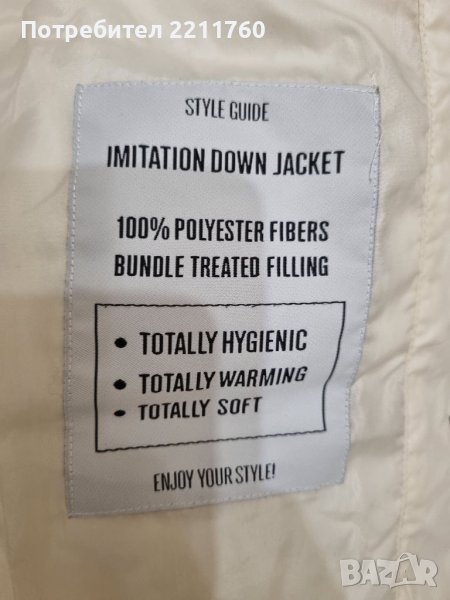 Потребител 2211760
STYLE GUIDE
IMITATION DOWN JACKET
100% POLYESTER FIBERS
BUNDLE TREATED FILLING
• TOTALLY HYGIENIC
• TOTALLY WARMING
• TOTALLY SOFT
ENJOY YOUR STYLE!
BAZAR